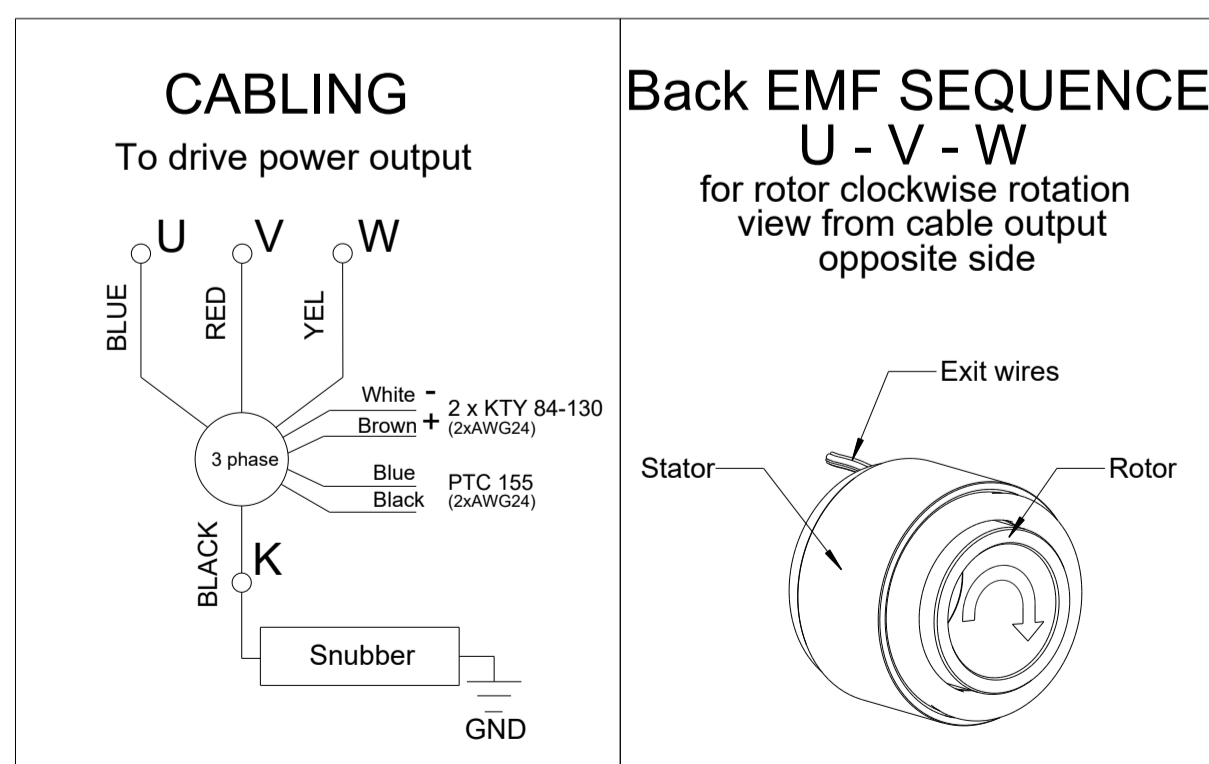 CABLING
To drive power output
U V W
BLUE
RED
YEL
White -
Brown +
2 x KTY 84-130
(2xAWG24)
3 phase
Blue
Black
PTC 155
(2xAWG24)
BLACK
K
Snubber
GND
Back EMF SEQUENCE
U - V - W
for rotor clockwise rotation
view from cable output
opposite side
Exit wires
Stator
Rotor